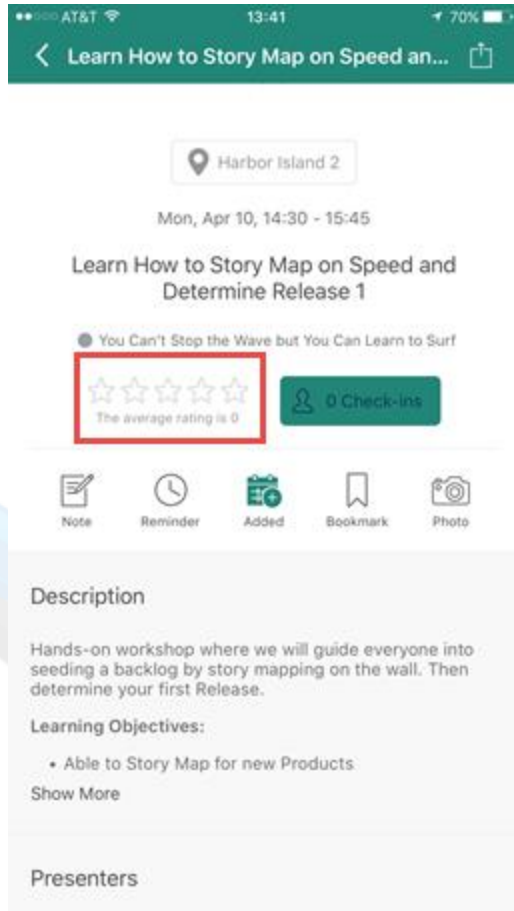 AT&T 13:41 70%
Learn How to Story Map on Speed an...
Harbor Island 2
Mon, Apr 10, 14:30 - 15:45
Learn How to Story Map on Speed and
Determine Release 1
You Can't Stop the Wave but You Can Learn to Surf
The average rating is 0
0 Check-ins
Note Reminder Added Bookmark Photo
Description
Hands-on workshop where we will guide everyone into
seeding a backlog by story mapping on the wall. Then
determine your first Release.
Learning Objectives:
• Able to Story Map for new Products
Show More
Presenters